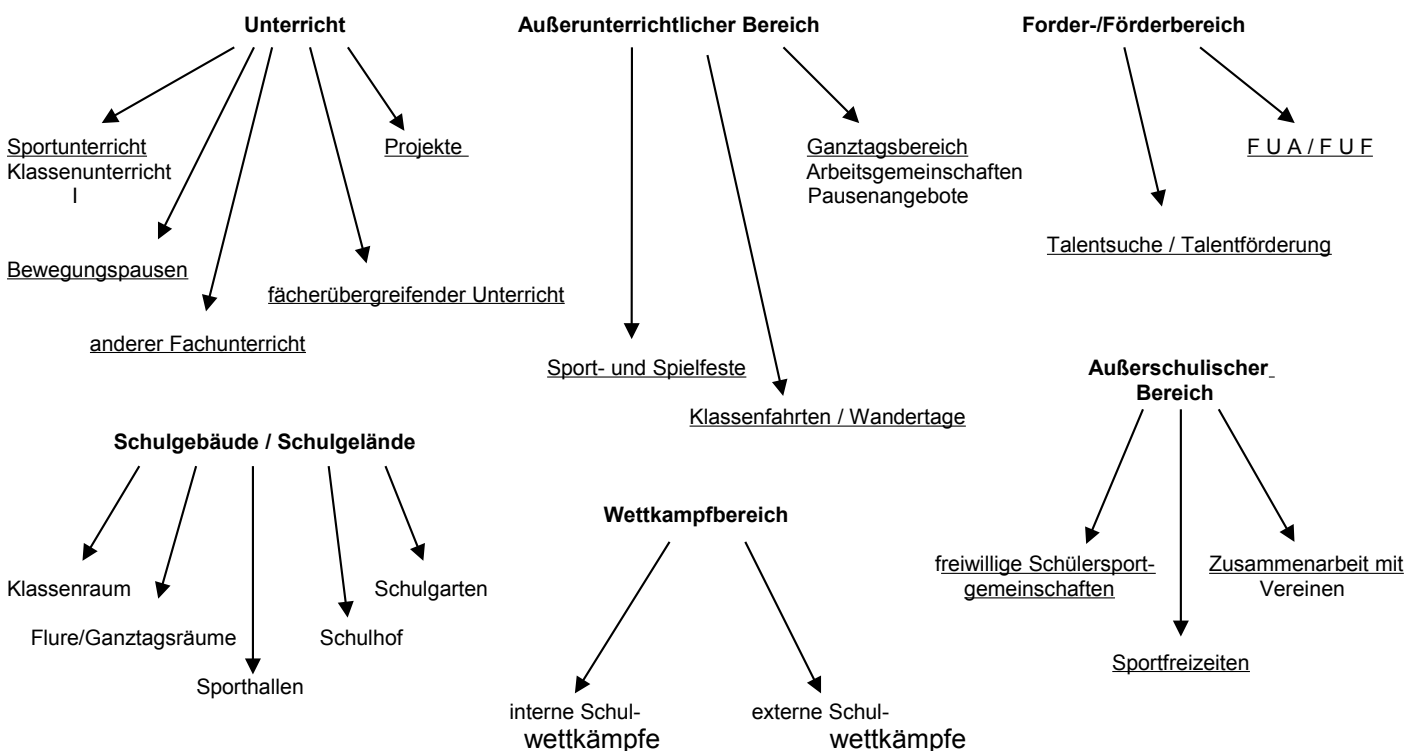 Unterricht
Außerunterrichtlicher Bereich
Forder-/Förderbereich
Sportunterricht
Klassenunterricht
I
Projekte
Ganztagsbereich
Arbeitsgemeinschaften
Pausenangebote
F U A / F U F
Talentsuche / Talentförderung
Bewegungspausen
fächerübergreifender Unterricht
anderer Fachunterricht
Sport- und Spielfeste
Klassenfahrten / Wandertage
Außerschulischer
Bereich
Schulgebäude / Schulgelände
Wettkampfbereich
Klassenraum
Schulgarten
Flure/Ganztagsräume
Schulhof
Sporthallen
freiwillige Schülersport-
gemeinschaften
Zusammenarbeit mit
Vereinen
Sportfreizeiten
interne Schul-
wettkämpfe
externe Schul-
wettkämpfe